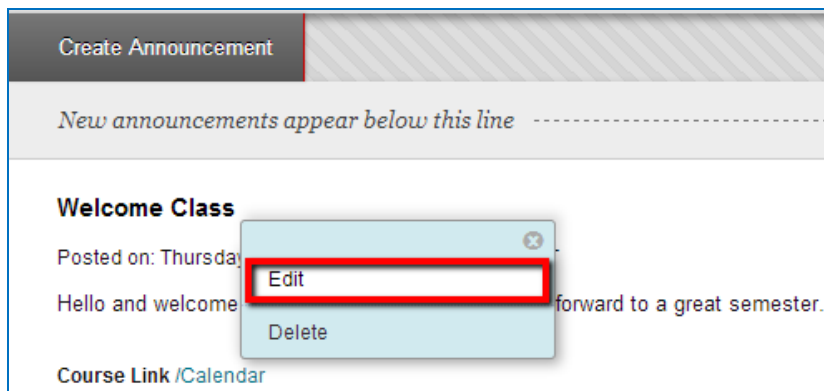 Create Announcement
New announcements appear below this line
Welcome Class
Posted on: Thursday
Edit
Hello and welcome forward to a great semester.
Delete
Course Link /Calendar